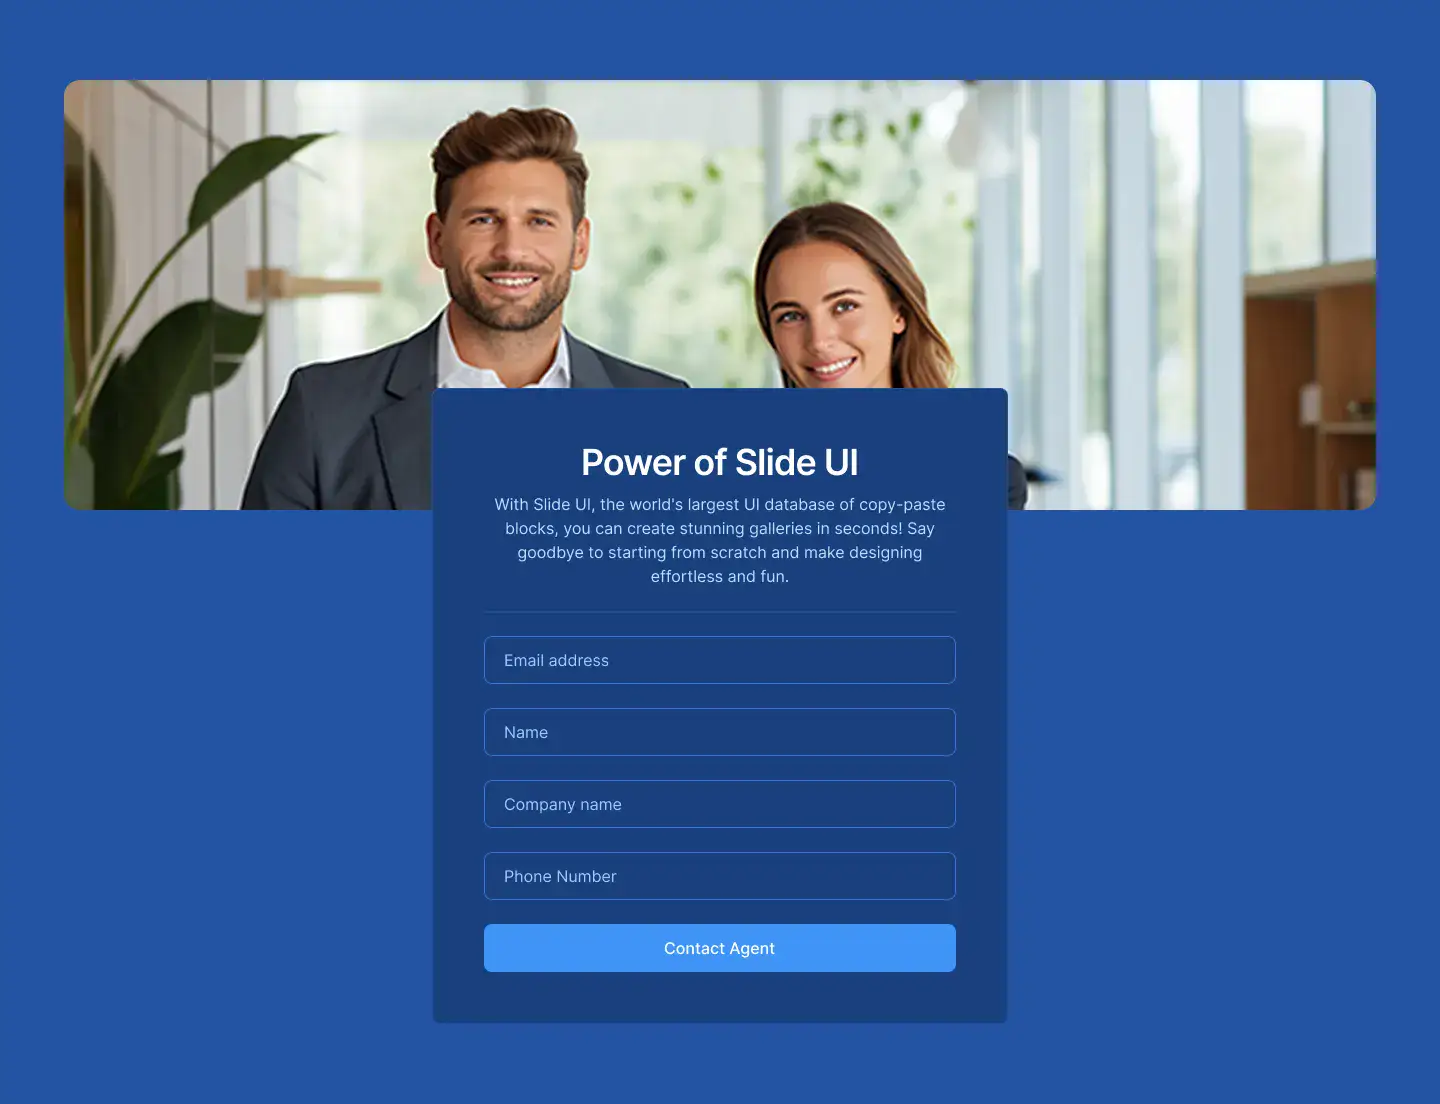 Power of Slide UI
With Slide UI, the world's largest UI database of copy-paste
blocks, you can create stunning galleries in seconds! Say
goodbye to starting from scratch and make designing
effortless and fun.
Email address
Name
Company name
Phone Number
Contact Agent